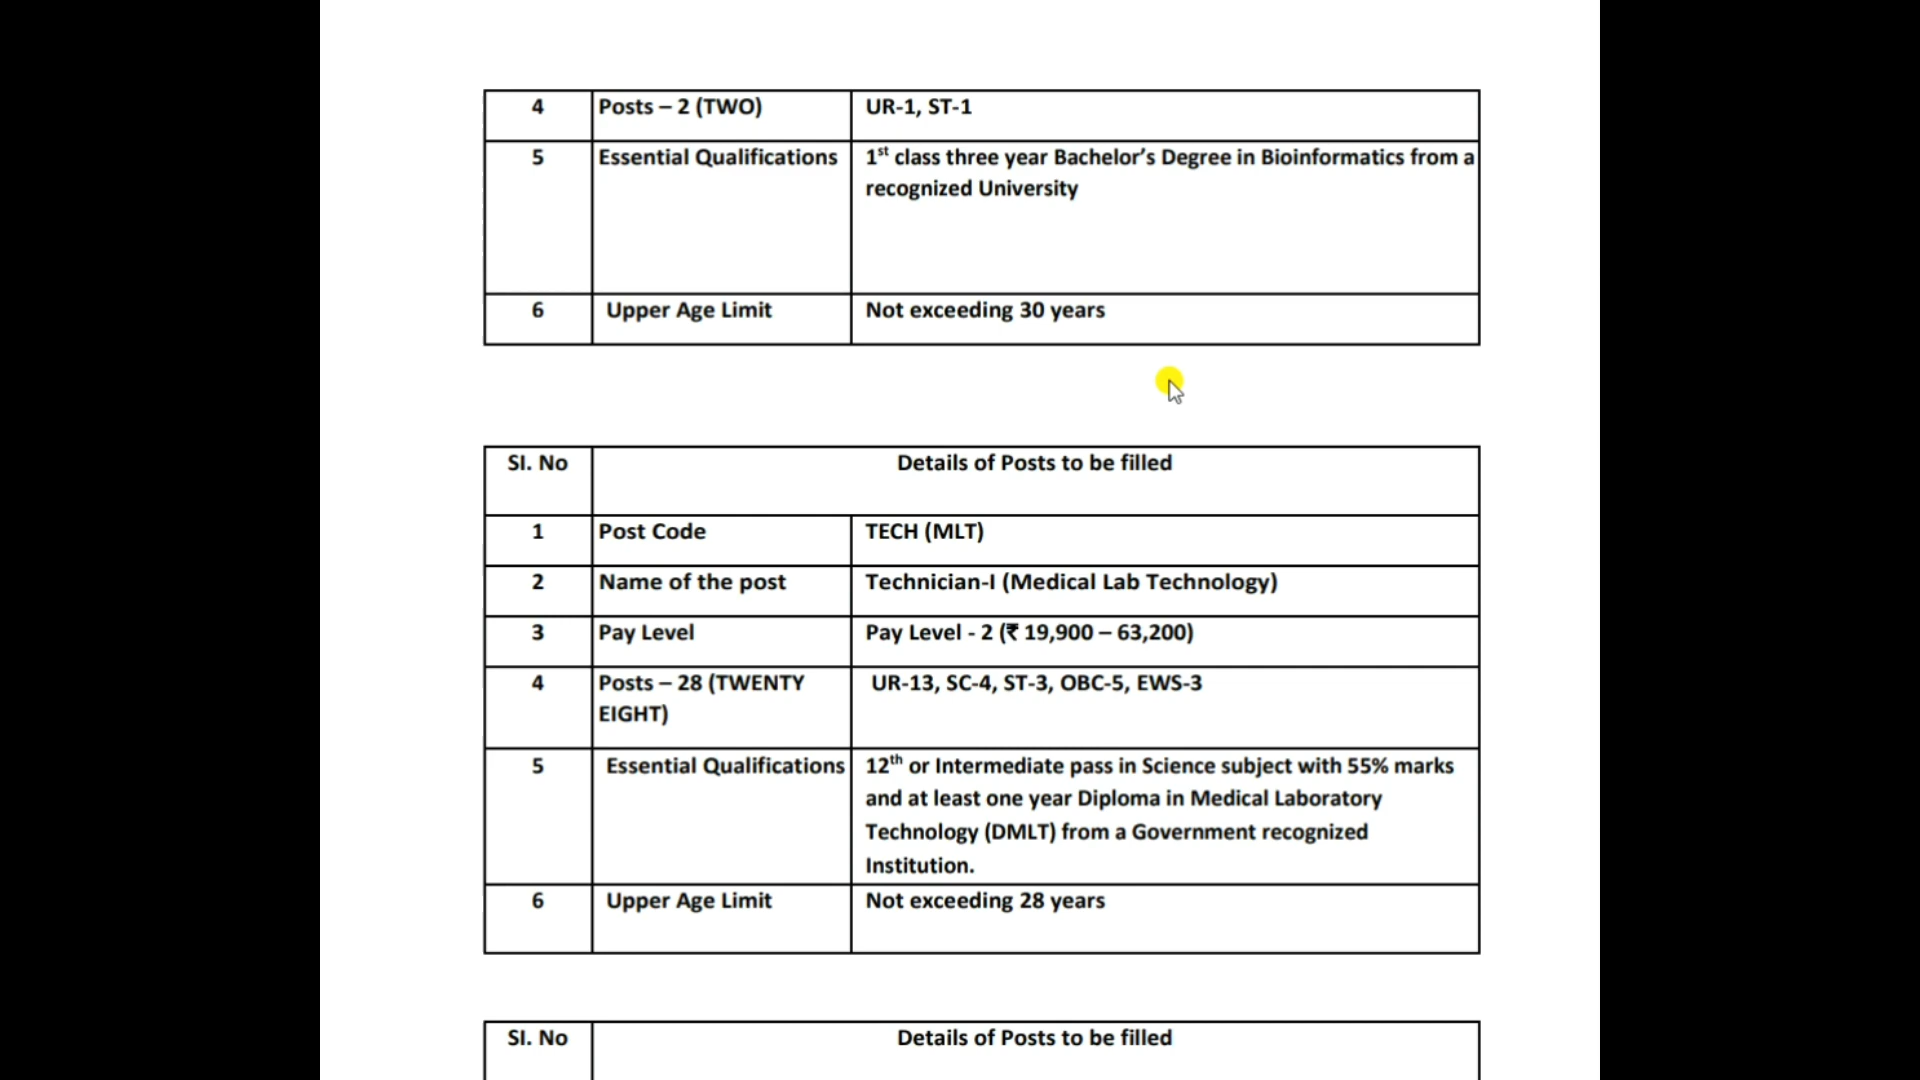 4 Posts – 2 (TWO) UR-1, ST-1
5 Essential Qualifications 1st class three year Bachelor’s Degree in Bioinformatics from a
recognized University
6 Upper Age Limit Not exceeding 30 years
SI. No Details of Posts to be filled
1 Post Code TECH (MLT)
2 Name of the post Technician-I (Medical Lab Technology)
3 Pay Level Pay Level - 2 (₹ 19,900 – 63,200)
4 Posts – 28 (TWENTY UR-13, SC-4, ST-3, OBC-5, EWS-3
EIGHT)
5 Essential Qualifications 12th or Intermediate pass in Science subject with 55% marks
and at least one year Diploma in Medical Laboratory
Technology (DMLT) from a Government recognized
Institution.
6 Upper Age Limit Not exceeding 28 years
SI. No Details of Posts to be filled